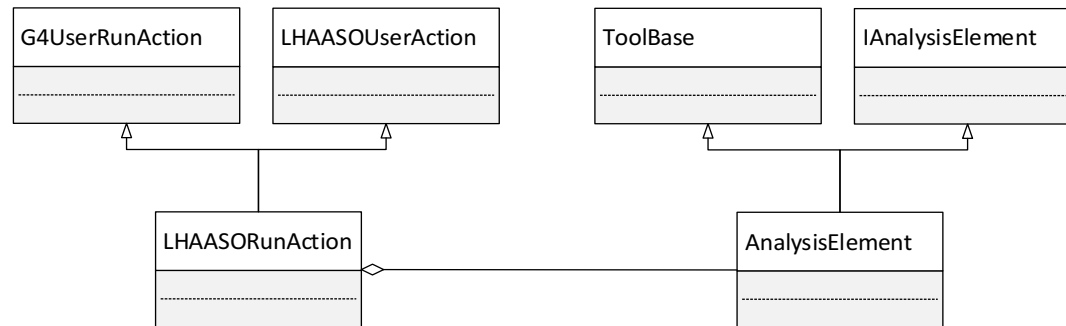 G4UserRunAction
LHAASOUserAction
ToolBase
IAnalysisElement
LHAASORunAction
AnalysisElement